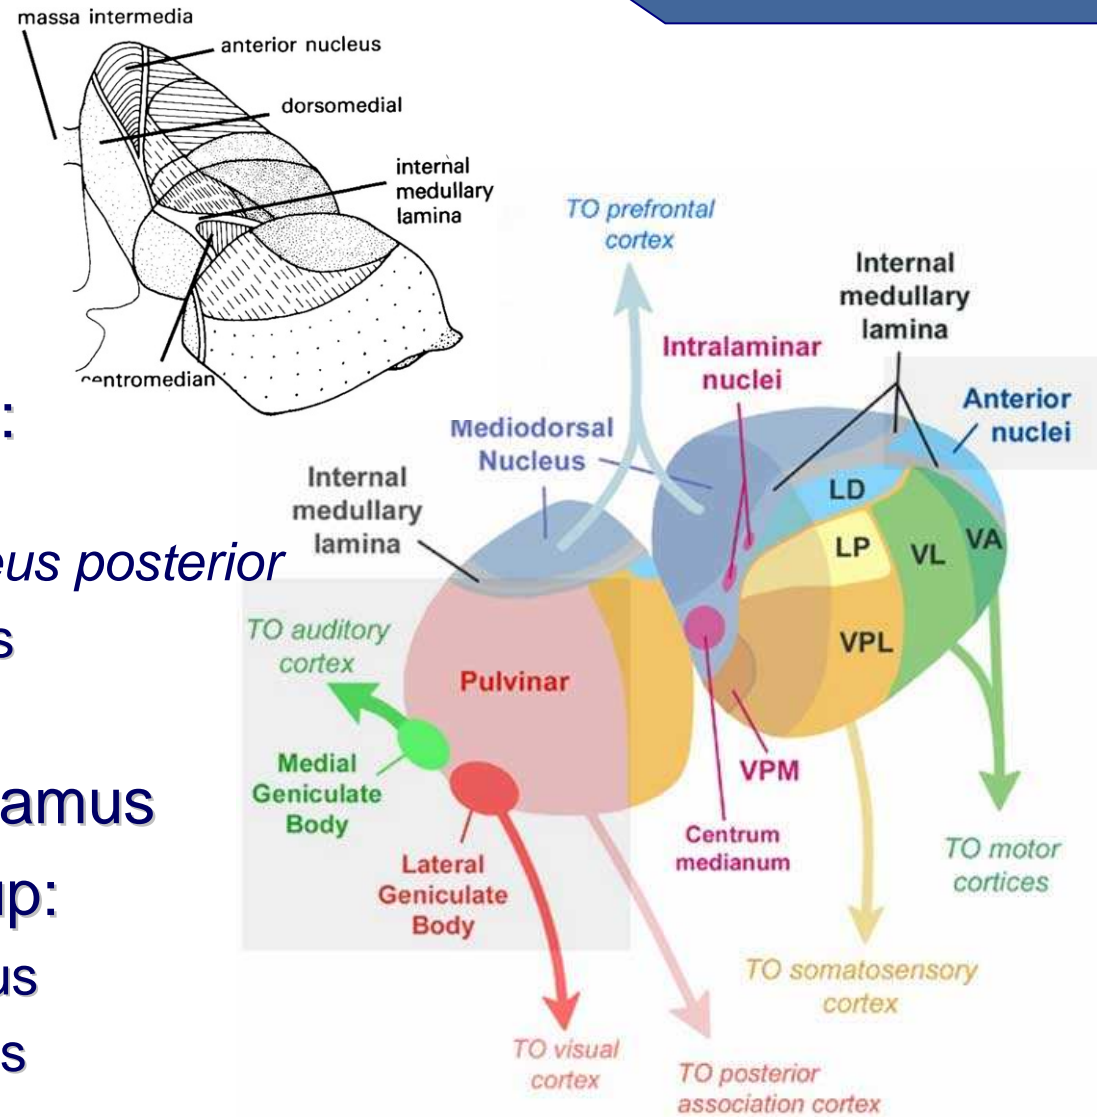 massa intermedia
anterior nucleus
dorsomedial
internal
medullary
lamina
centromedian
:
eus posterior
s
amus
up:
us
s
TO prefrontal
cortex
Internal
medullary
lamina
Intralaminar
nuclei
Anterior
nuclei
Mediodorsal
Nucleus
Internal
medullary
lamina
LD
LP
VL
VA
VPL
TO auditory
cortex
Pulvinar
Medial
Geniculate
Body
VPM
Centrum
medianum
Lateral
Geniculate
Body
TO motor
cortices
TO somatosensory
cortex
TO visual
cortex
TO posterior
association cortex